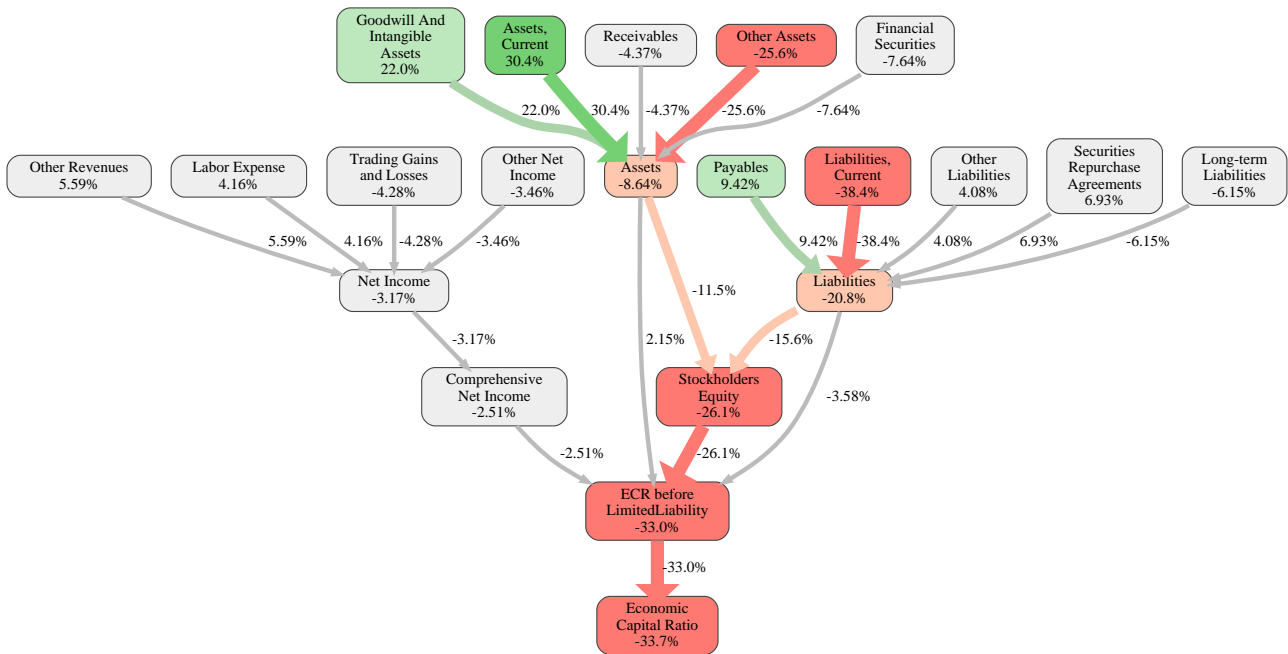 Goodwill And
Intangible
Assets
22.0%
Assets,
Current
30.4%
Receivables
-4.37%
Other Assets
-25.6%
Financial
Securities
-7.64%
22.0%
30.4%
-4.37%
-25.6%
-7.64%
Other Revenues
5.59%
Labor Expense
4.16%
Trading Gains
and Losses
-4.28%
Other Net
Income
-3.46%
Assets
-8.64%
Payables
9.42%
Liabilities,
Current
-38.4%
Other
Liabilities
4.08%
Securities
Repurchase
Agreements
6.93%
Long-term
Liabilities
-6.15%
5.59%
4.16%
-4.28%
-3.46%
9.42%
-38.4%
4.08%
6.93%
-6.15%
Net Income
-3.17%
Liabilities
-20.8%
-11.5%
-3.17%
2.15%
-15.6%
-3.58%
Comprehensive
Net Income
-2.51%
Stockholders
Equity
-26.1%
-2.51%
-26.1%
ECR before
LimitedLiability
-33.0%
-33.0%
Economic
Capital Ratio
-33.7%